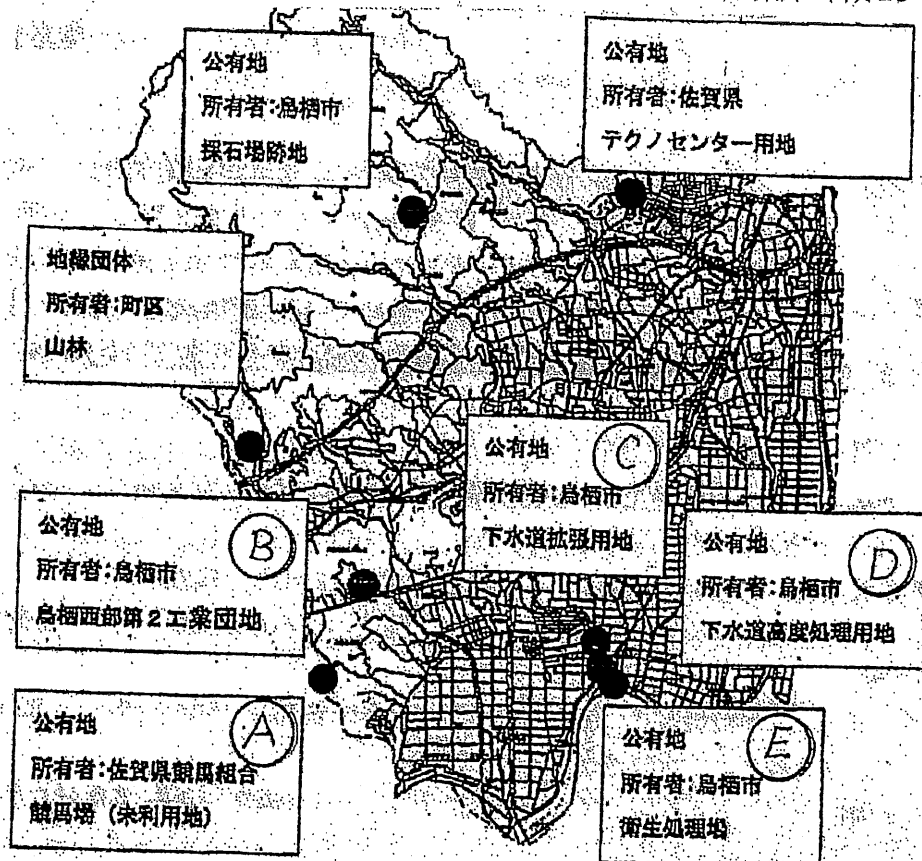 公有地
所有者:鳥栖市
採石場跡地
公有地
所有者:佐賀県
テクノセンター用地
地縁団体
所有者:町区
山林
公有地
所有者:鳥栖市
下水道拡張用地
C
公有地
所有者:鳥栖市
鳥栖西部第2工業団地
B
公有地
所有者:鳥栖市
下水道高度処理用地
D
公有地
所有者:佐賀県競馬組合
競馬場(未利用地)
A
公有地
所有者:鳥栖市
衛生処理場
E